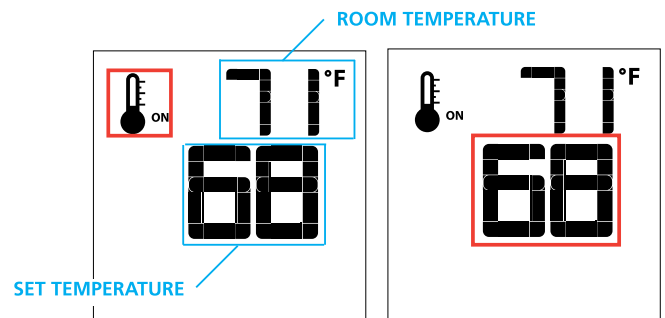 ROOM TEMPERATURE
71°F 71°F
ON ON
68 68
SET TEMPERATURE